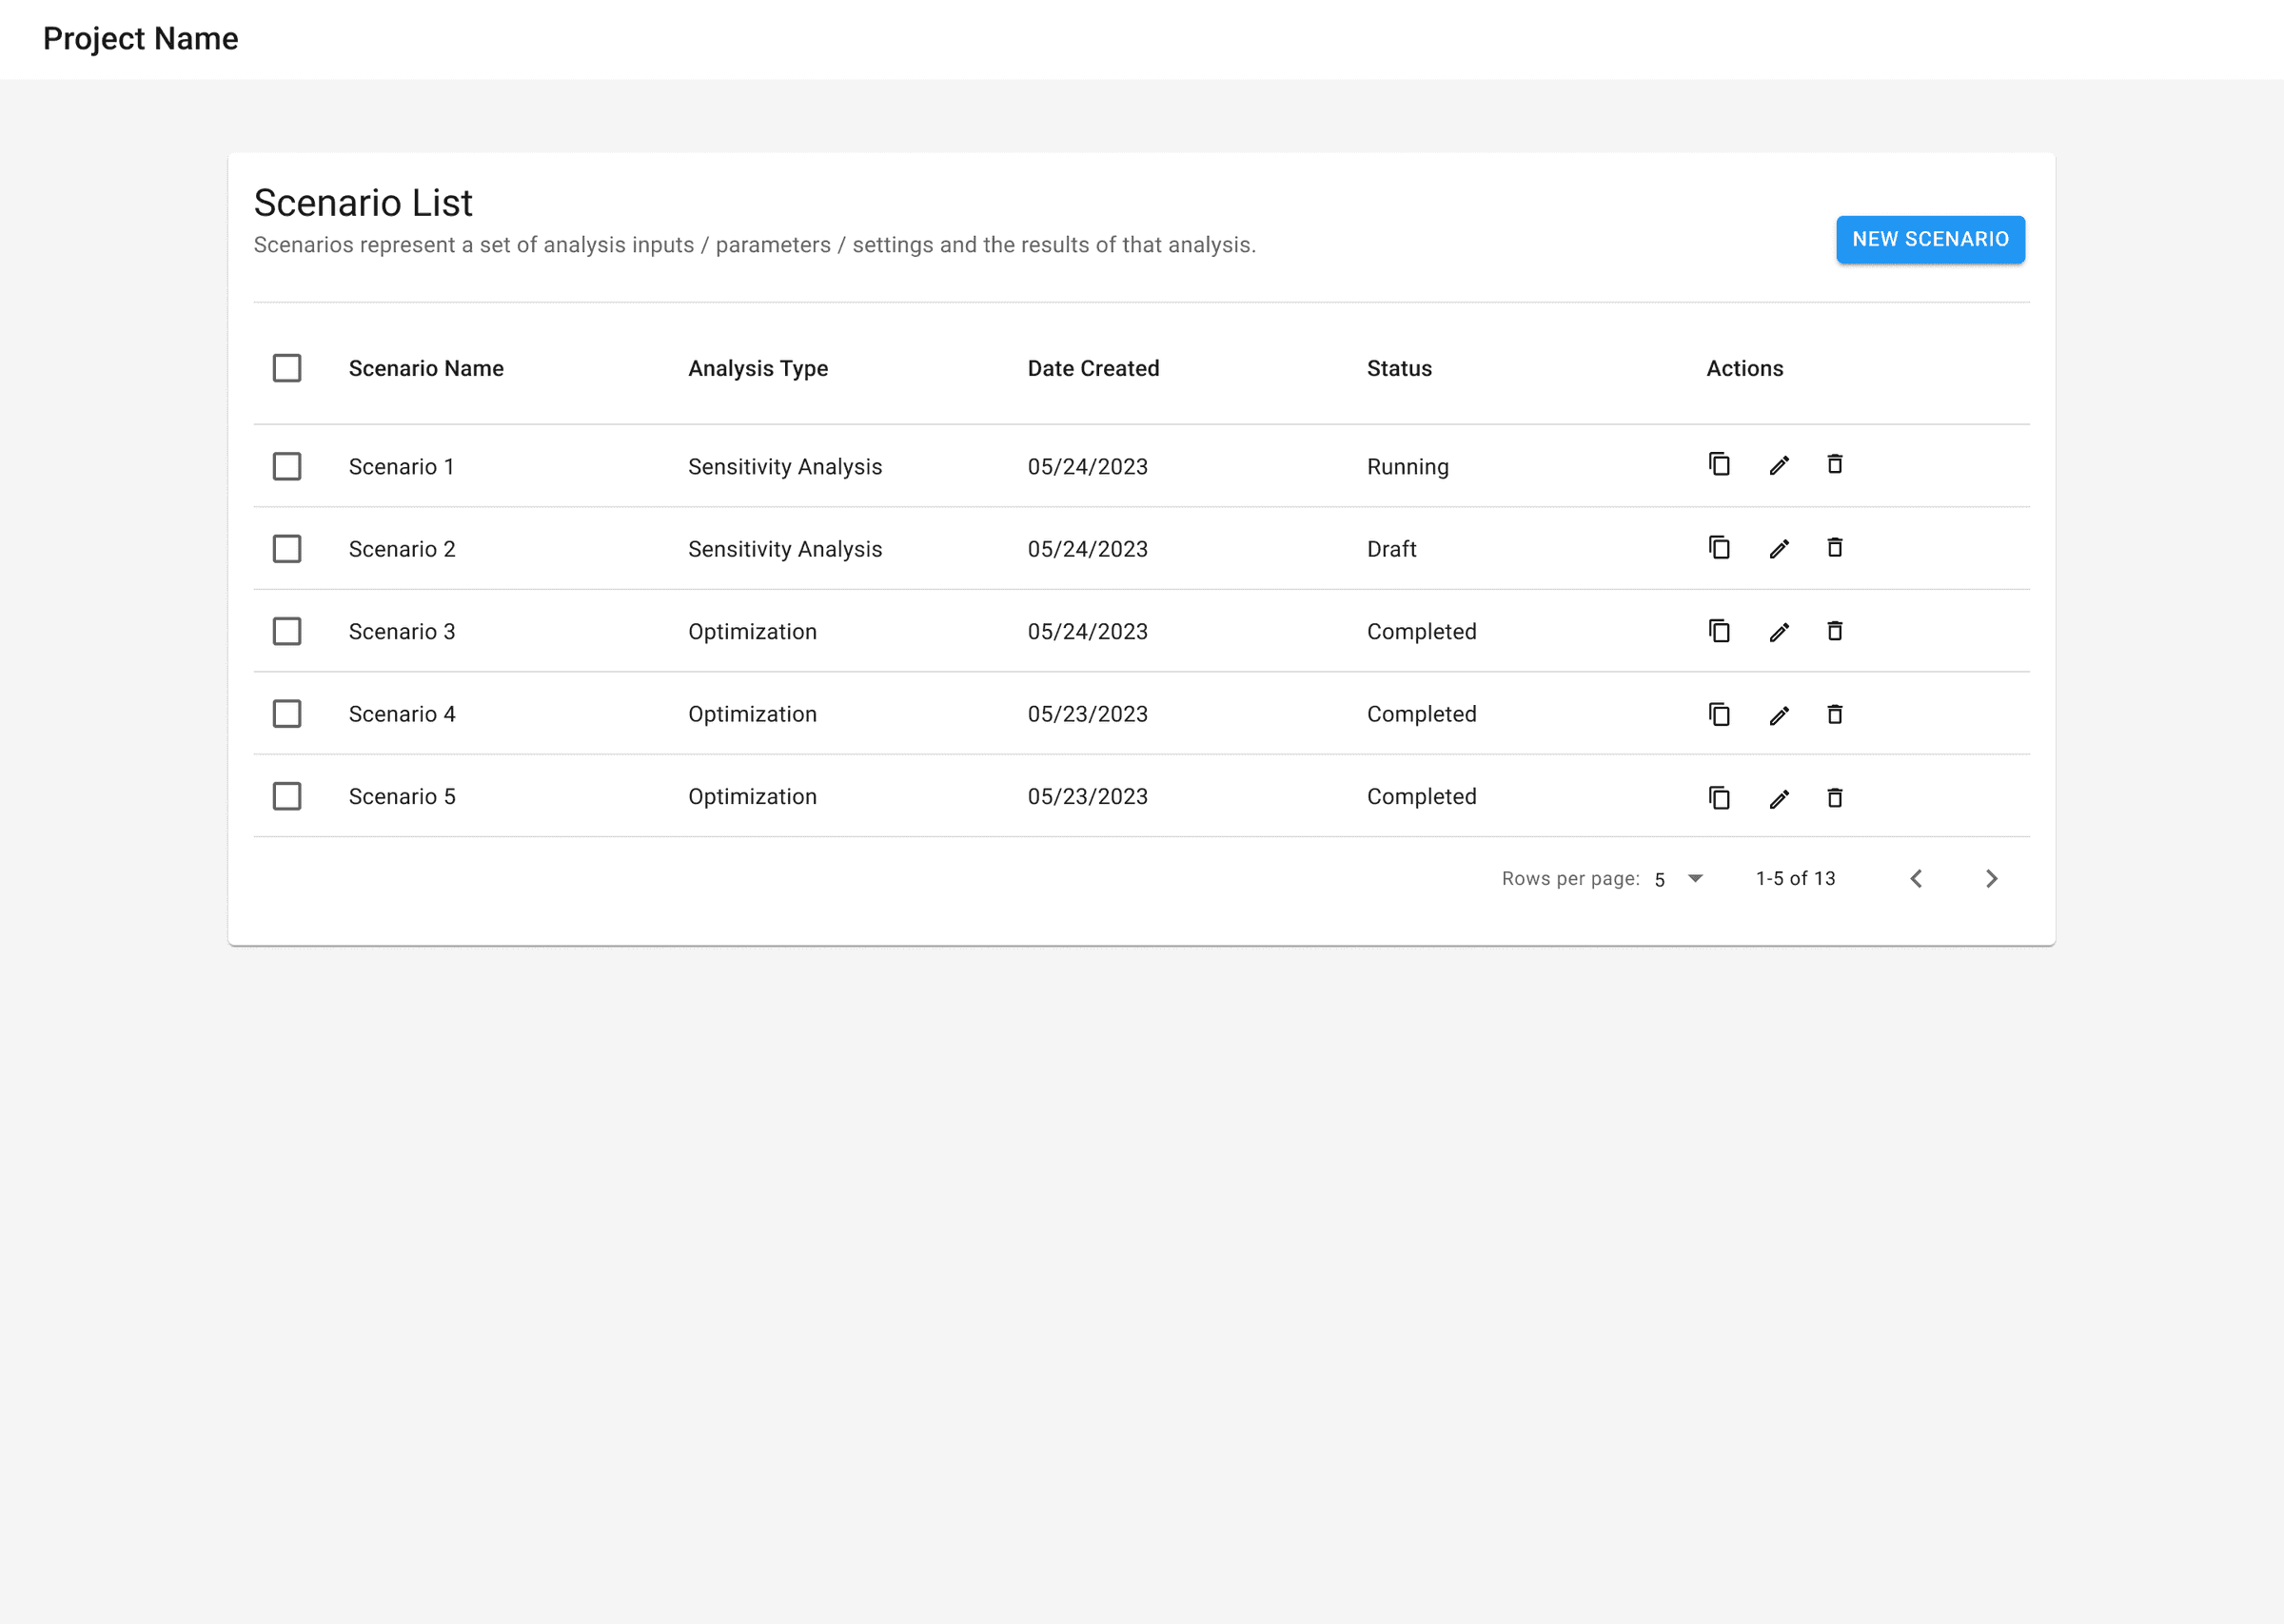 Project Name
Scenario List
Scenarios represent a set of analysis inputs / parameters / settings and the results of that analysis.
NEW SCENARIO
Scenario Name Analysis Type Date Created Status Actions
Scenario 1 Sensitivity Analysis 05/24/2023 Running
Scenario 2 Sensitivity Analysis 05/24/2023 Draft
Scenario 3 Optimization 05/24/2023 Completed
Scenario 4 Optimization 05/23/2023 Completed
Scenario 5 Optimization 05/23/2023 Completed
Rows per page: 5 1-5 of 13